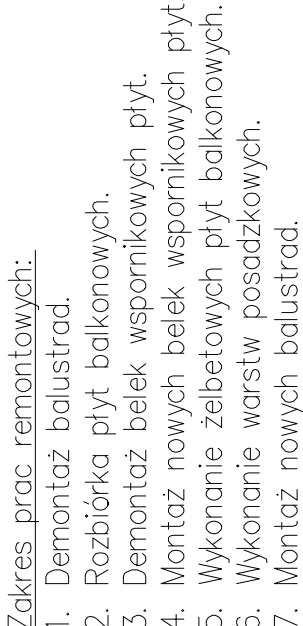 Zakres prac remontowych:
1. Demontaż balustrad.
2. Rozbiórka płyt balkonowych.
3. Demontaż belek wspornikowych płyt.
4. Montaż nowych belek wspornikowych płyt
5. Wykonanie żelbetowych płyt balkonowych.
6. Wykonanie warstw posadzkowych.
7. Montaż nowych balustrad.